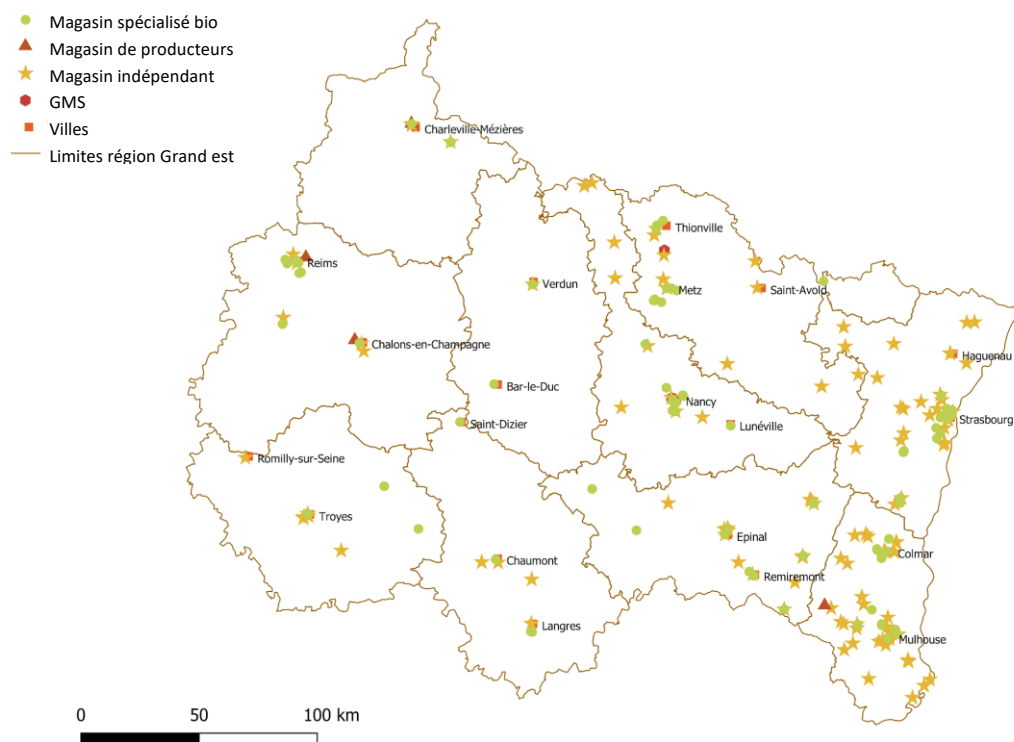 Magasin spécialisé bio
Magasin de producteurs
Magasin indépendant
GMS
Villes
Limites région Grand est
Charleville-Mézières
Thionville
Reims
Verdun
Metz
Saint-Avold
Chalons-en-Champagne
Haguenau
Bar-le-Duc
Nancy
Saint-Dizier
Lunéville
Strasbourg
Romilly-sur-Seine
Troyes
Epinal
Chaumont
Colmar
Remiremont
Langres
Mulhouse
0 50 100 km